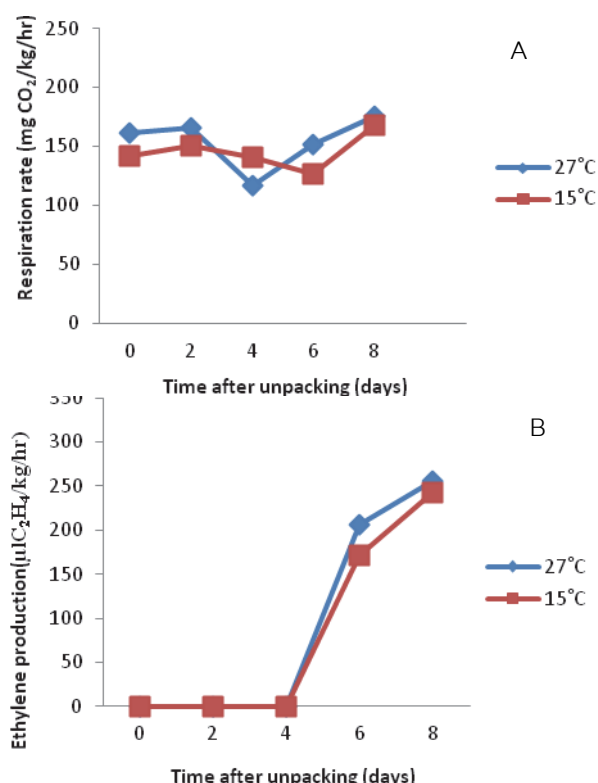 A
Respiration rate (mg CO₂/kg/hr)
250
200
150
100
50
0
0 2 4 6 8
Time after unpacking (days)
27°C
15°C
B
Ethylene production(µlC₂H₄/kg/hr)
350
300
250
200
150
100
50
0
0 2 4 6 8
Time after unpacking (days)
27°C
15°C